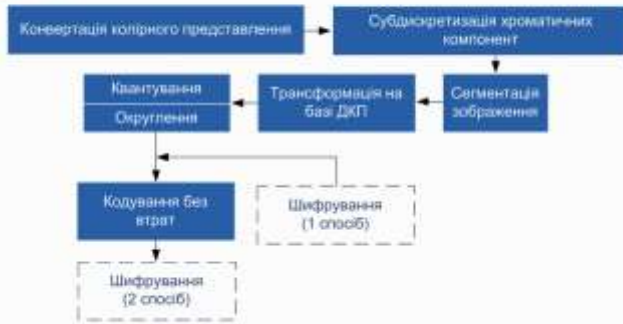 Конвертація колірного представлення
Субдискретизація хроматичних
компонент
Сегментація
зображення
Трансформація на
базі ДКП
Квантування
Округлення
Кодування без
втрат
Шифрування
(1 спосіб)
Шифрування
(2 спосіб)